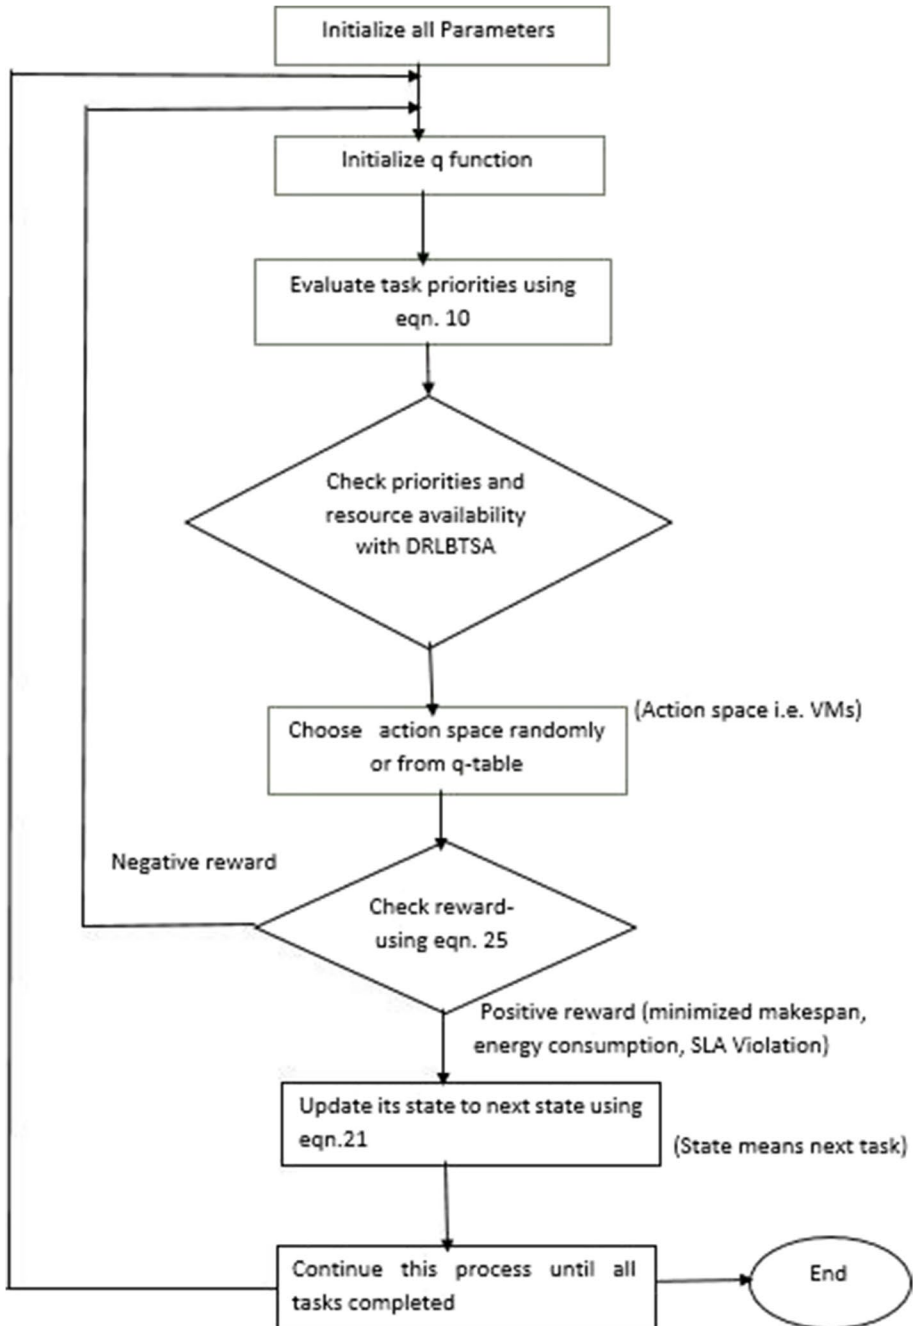 Initialize all Parameters
Initialize q function
Evaluate task priorities using
eqn. 10
Check priorities and
resource availability
with DRLBTSA
(Action space i.e. VMs)
Choose action space randomly
or from q-table
Negative reward
Check reward-
using eqn. 25
Positive reward (minimized makespan,
energy consumption, SLA Violation)
Update its state to next state using
eqn.21
(State means next task)
Continue this process until all
tasks completed
End